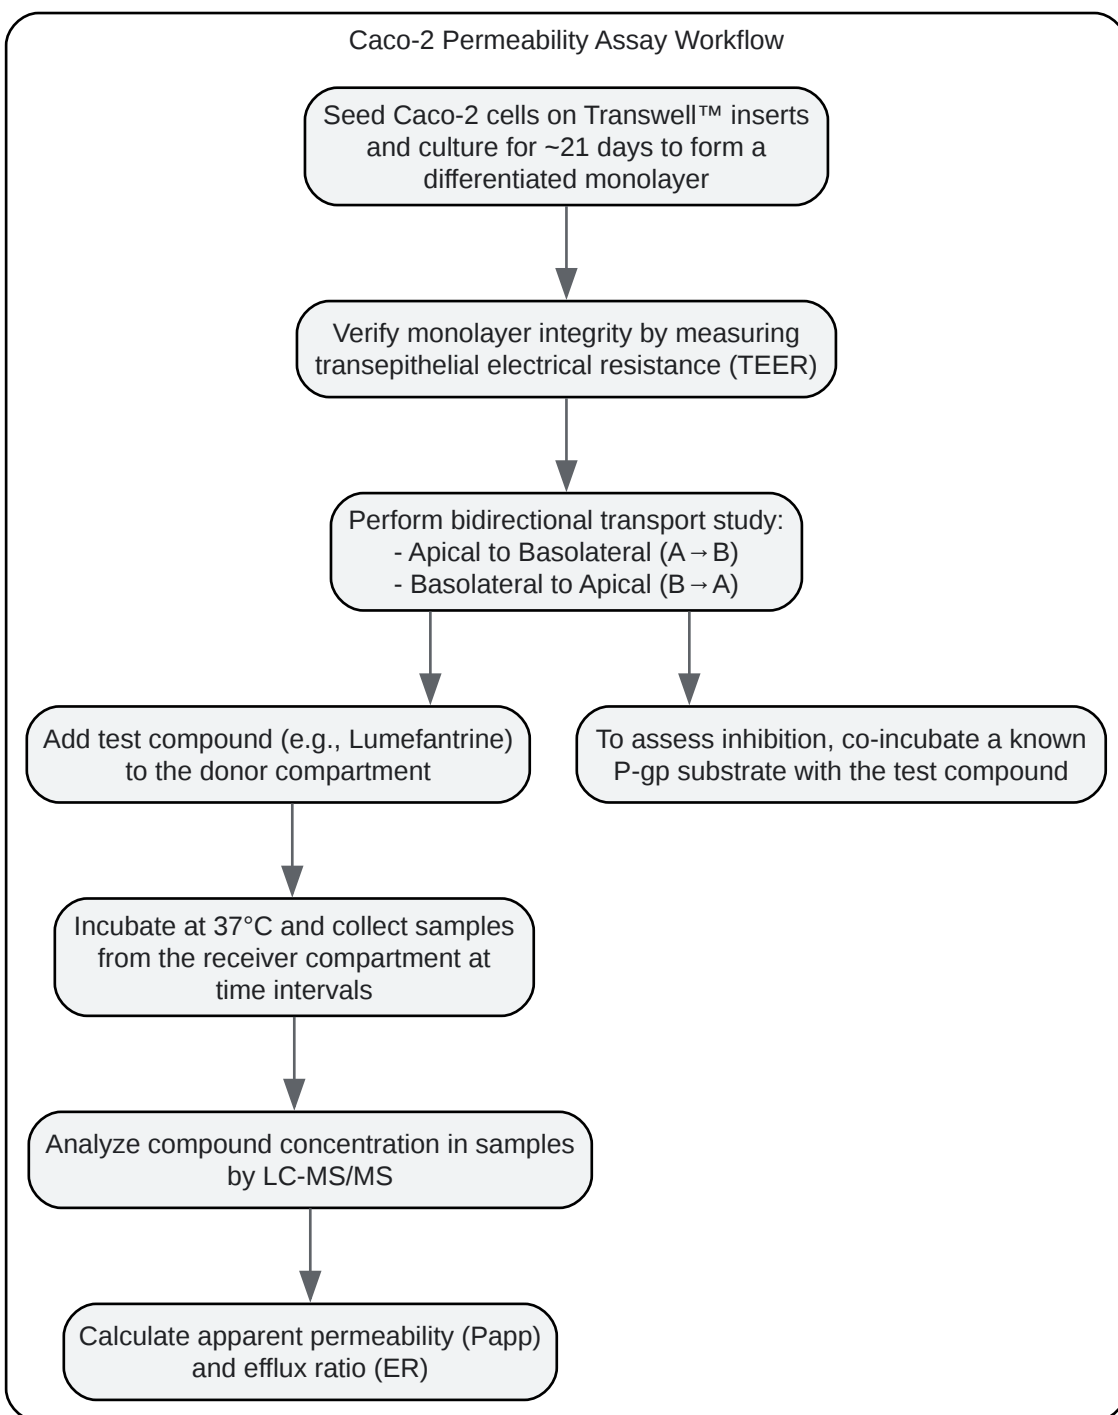 Caco-2 Permeability Assay Workflow
Seed Caco-2 cells on Transwell™ inserts
and culture for ~21 days to form a
differentiated monolayer
Verify monolayer integrity by measuring
transepithelial electrical resistance (TEER)
Perform bidirectional transport study:
- Apical to Basolateral (A→B)
- Basolateral to Apical (B→A)
Add test compound (e.g., Lumefantrine)
to the donor compartment
To assess inhibition, co-incubate a known
P-gp substrate with the test compound
Incubate at 37°C and collect samples
from the receiver compartment at
time intervals
Analyze compound concentration in samples
by LC-MS/MS
Calculate apparent permeability (Papp)
and efflux ratio (ER)